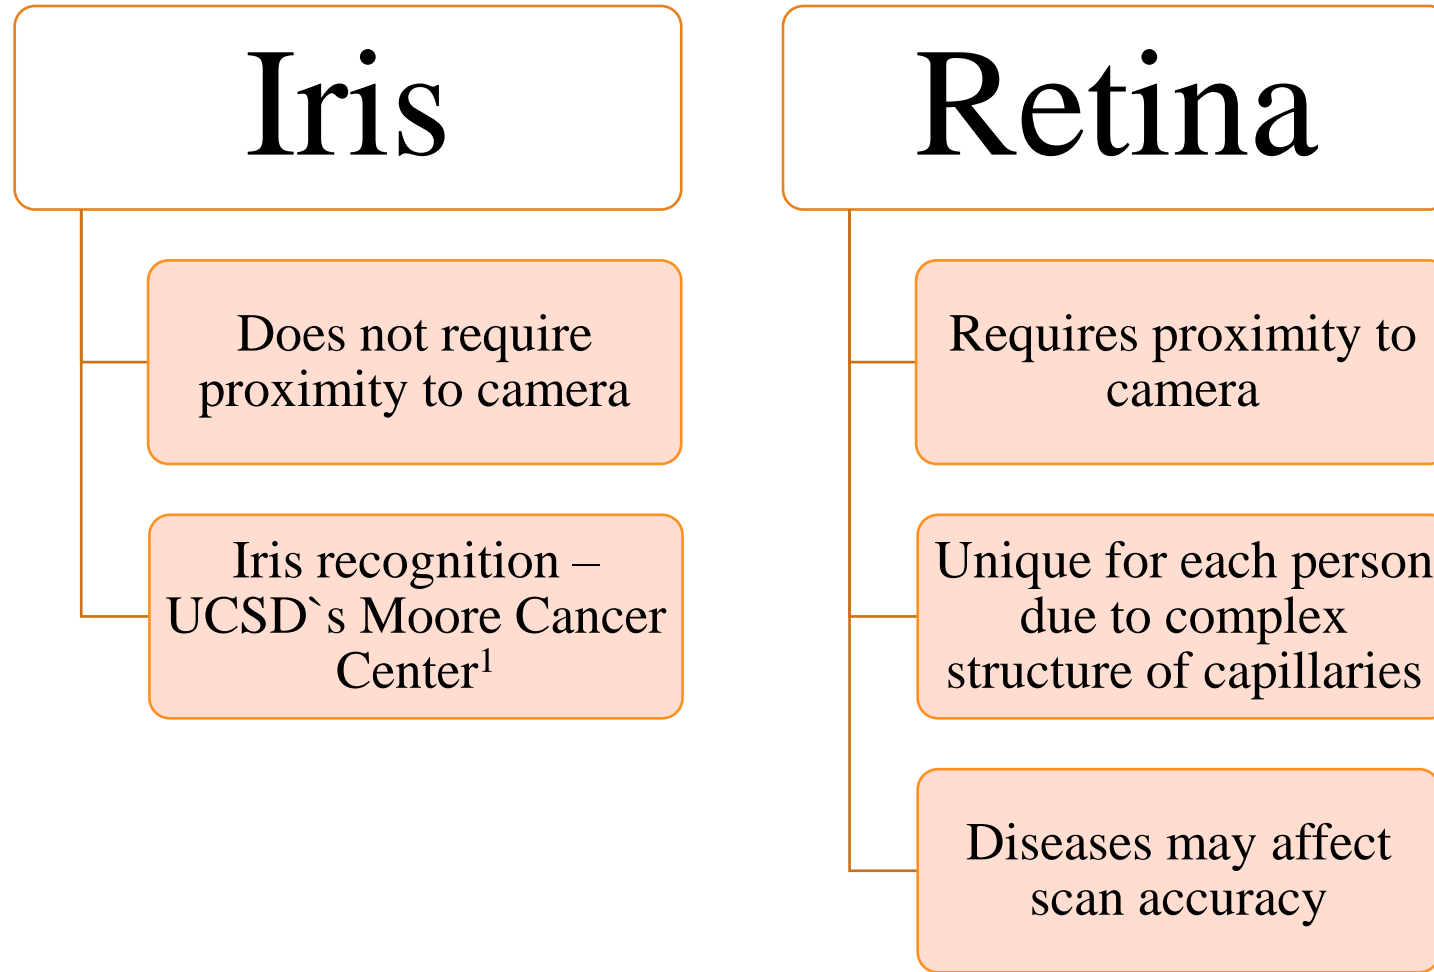 Iris
Does not require
proximity to camera
Iris recognition –
UCSD`s Moore Cancer
Center¹
Retina
Requires proximity to
camera
Unique for each person
due to complex
structure of capillaries
Diseases may affect
scan accuracy